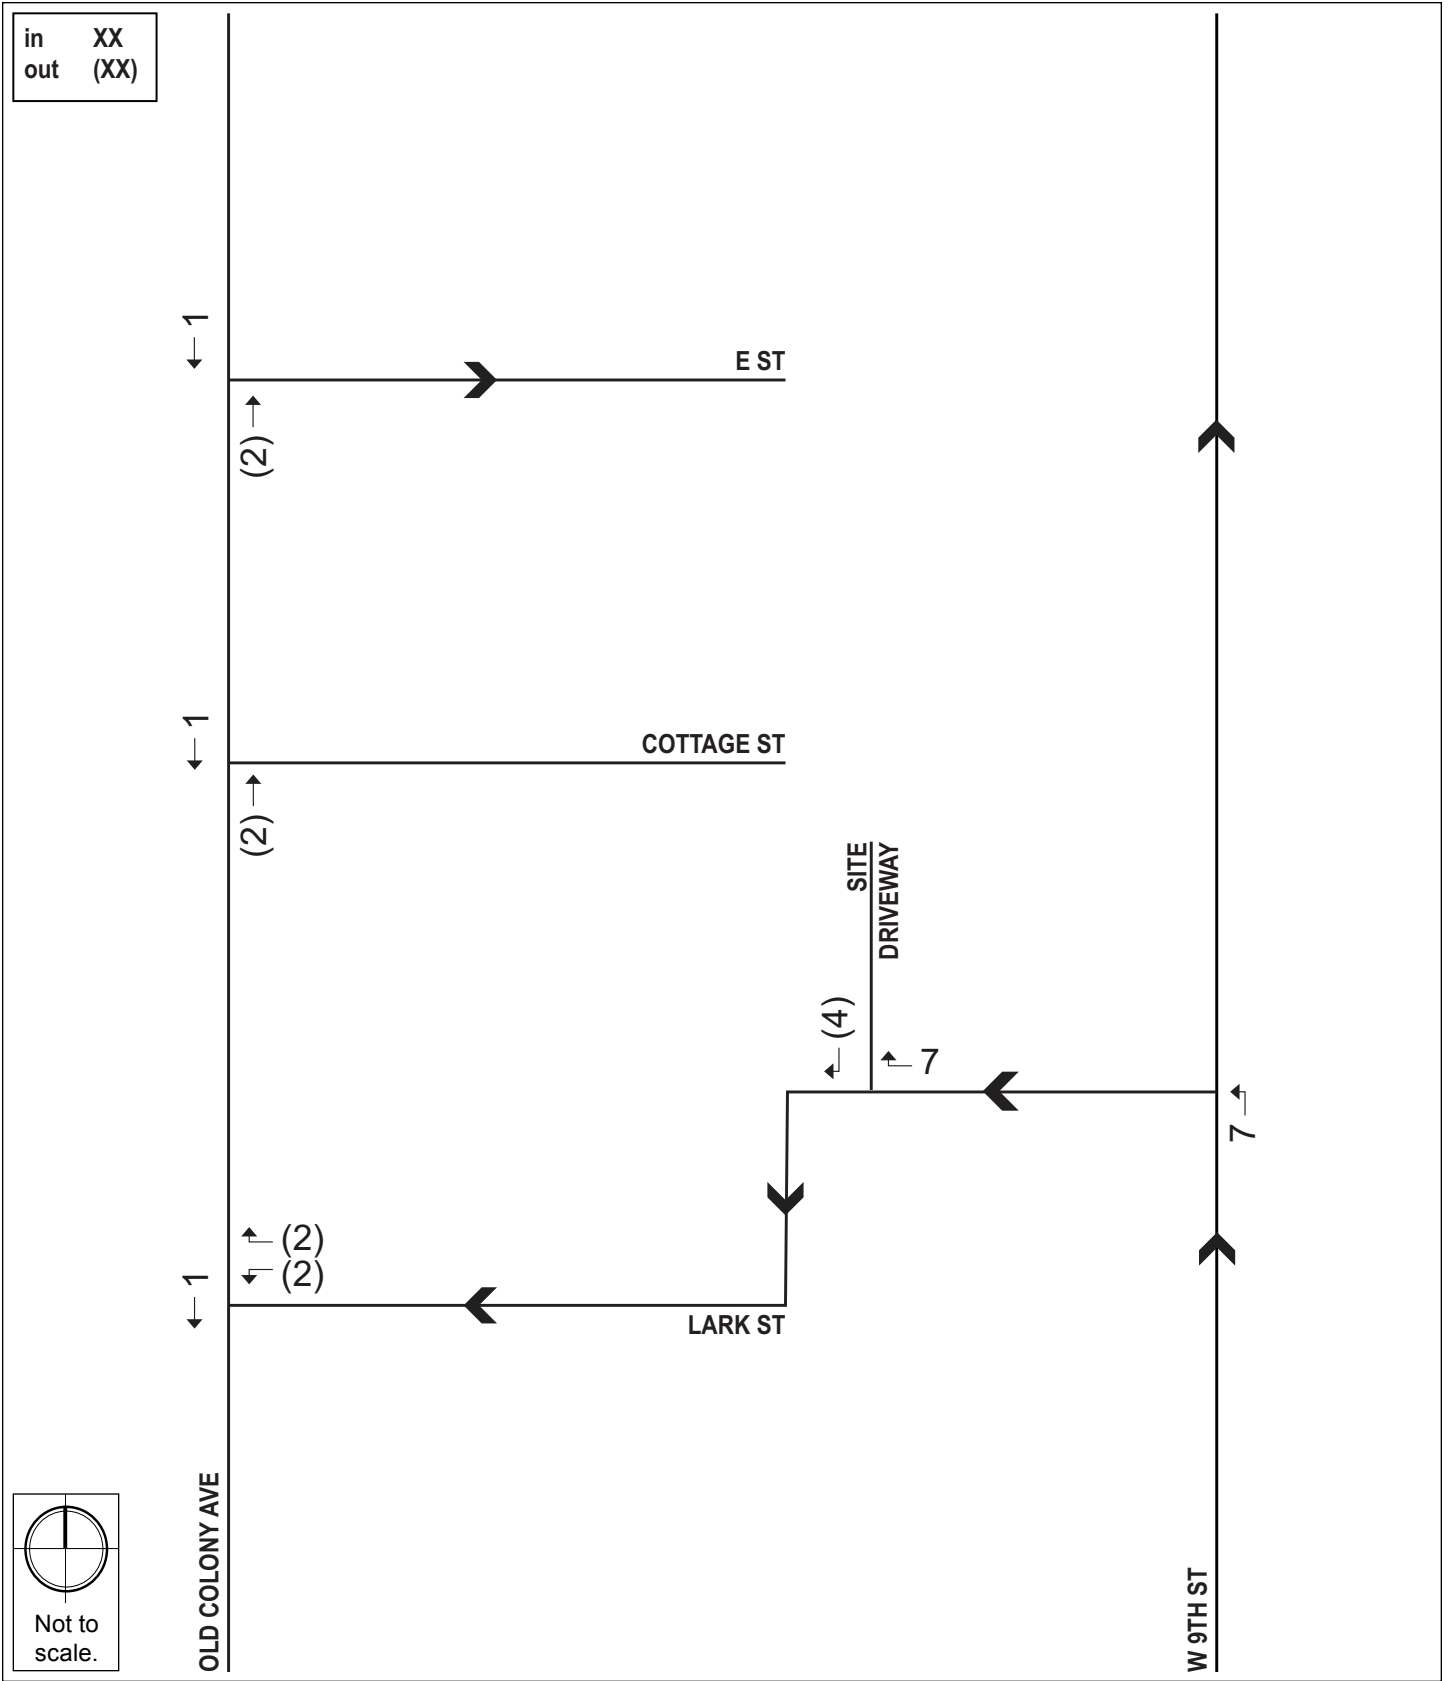 in XX
out (XX)
1
E ST
(2)
1
COTTAGE ST
(2)
SITE
DRIVEWAY
(4)
7
7
(2)
(2)
1
LARK ST
OLD COLONY AVE
W 9TH ST
Not to
scale.